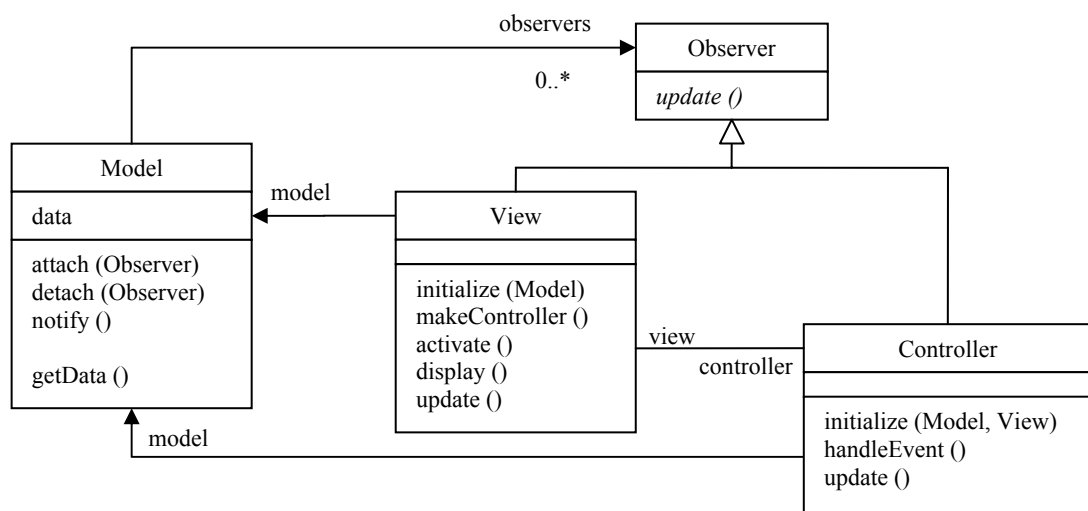 observers
0..*
Observer
update ()
Model
data
attach (Observer)
detach (Observer)
notify ()
getData ()
model
View
initialize (Model)
makeController ()
activate ()
display ()
update ()
view
controller
Controller
initialize (Model, View)
handleEvent ()
update ()
model